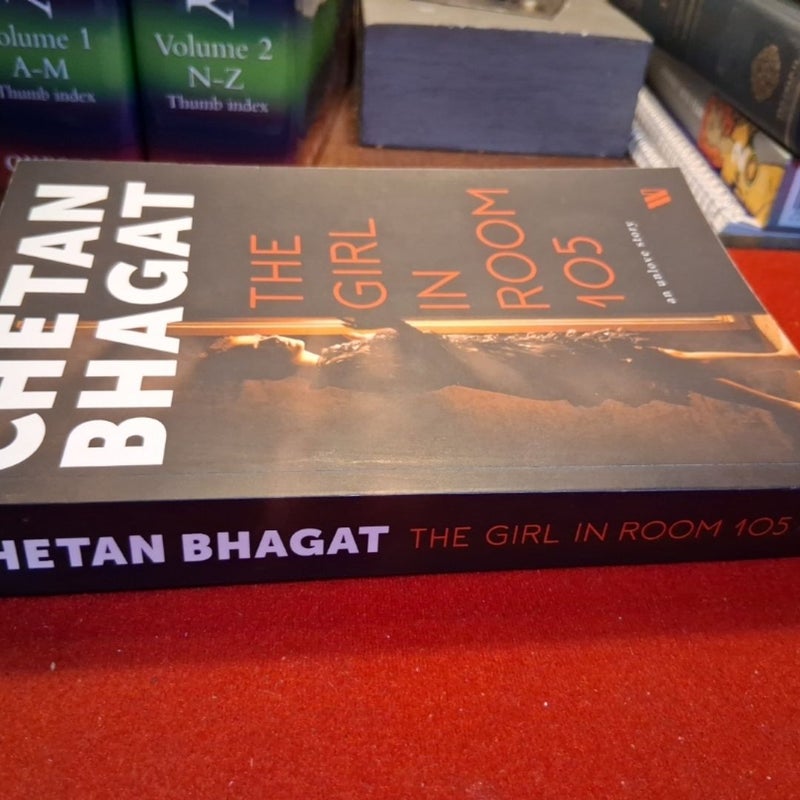 Volume 2
N-Z
Thumb index
Volume 1
A-M
Thumb index
CHETAN
BHAGAT
THE
GIRL
IN
ROOM
105
an unlove story
HETAN BHAGAT THE GIRL IN ROOM 105